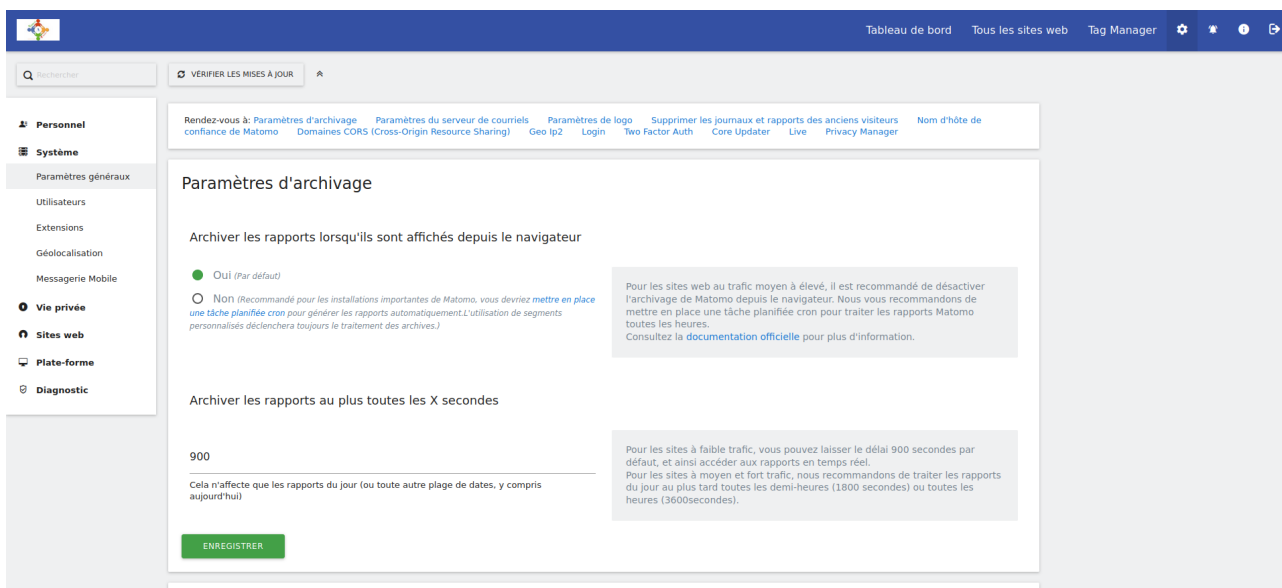 Tableau de bord Tous les sites web Tag Manager
Rechercher
VÉRIFIER LES MISES À JOUR
Personnel
Système
Paramètres généraux
Utilisateurs
Extensions
Géolocalisation
Messagerie Mobile
Vie privée
Sites web
Plate-forme
Diagnostic
Rendez-vous à: Paramètres d'archivage Paramètres du serveur de courriels Paramètres de logo Supprimer les journaux et rapports des anciens visiteurs Nom d'hôte de
confiance de Matomo Domaines CORS (Cross-Origin Resource Sharing) Geo Ip2 Login Two Factor Auth Core Updater Live Privacy Manager
Paramètres d'archivage
Archiver les rapports lorsqu'ils sont affichés depuis le navigateur
Oui (Par défaut)
Non (Recommandé pour les installations importantes de Matomo, vous devriez mettre en place
une tâche planifiée cron pour générer les rapports automatiquement.L'utilisation de segments
personnalisés déclenchera toujours le traitement des archives.)
Pour les sites web au trafic moyen à élevé, il est recommandé de désactiver
l'archivage de Matomo depuis le navigateur. Nous vous recommandons de
mettre en place une tâche planifiée cron pour traiter les rapports Matomo
toutes les heures.
Consultez la documentation officielle pour plus d'information.
Archiver les rapports au plus toutes les X secondes
900
Cela n'affecte que les rapports du jour (ou toute autre plage de dates, y compris
aujourd'hui)
Pour les sites à faible trafic, vous pouvez laisser le délai 900 secondes par
défaut, et ainsi accéder aux rapports en temps réel.
Pour les sites à moyen et fort trafic, nous recommandons de traiter les rapports
du jour au plus tard toutes les demi-heures (1800 secondes) ou toutes les
heures (3600secondes).
ENREGISTRER